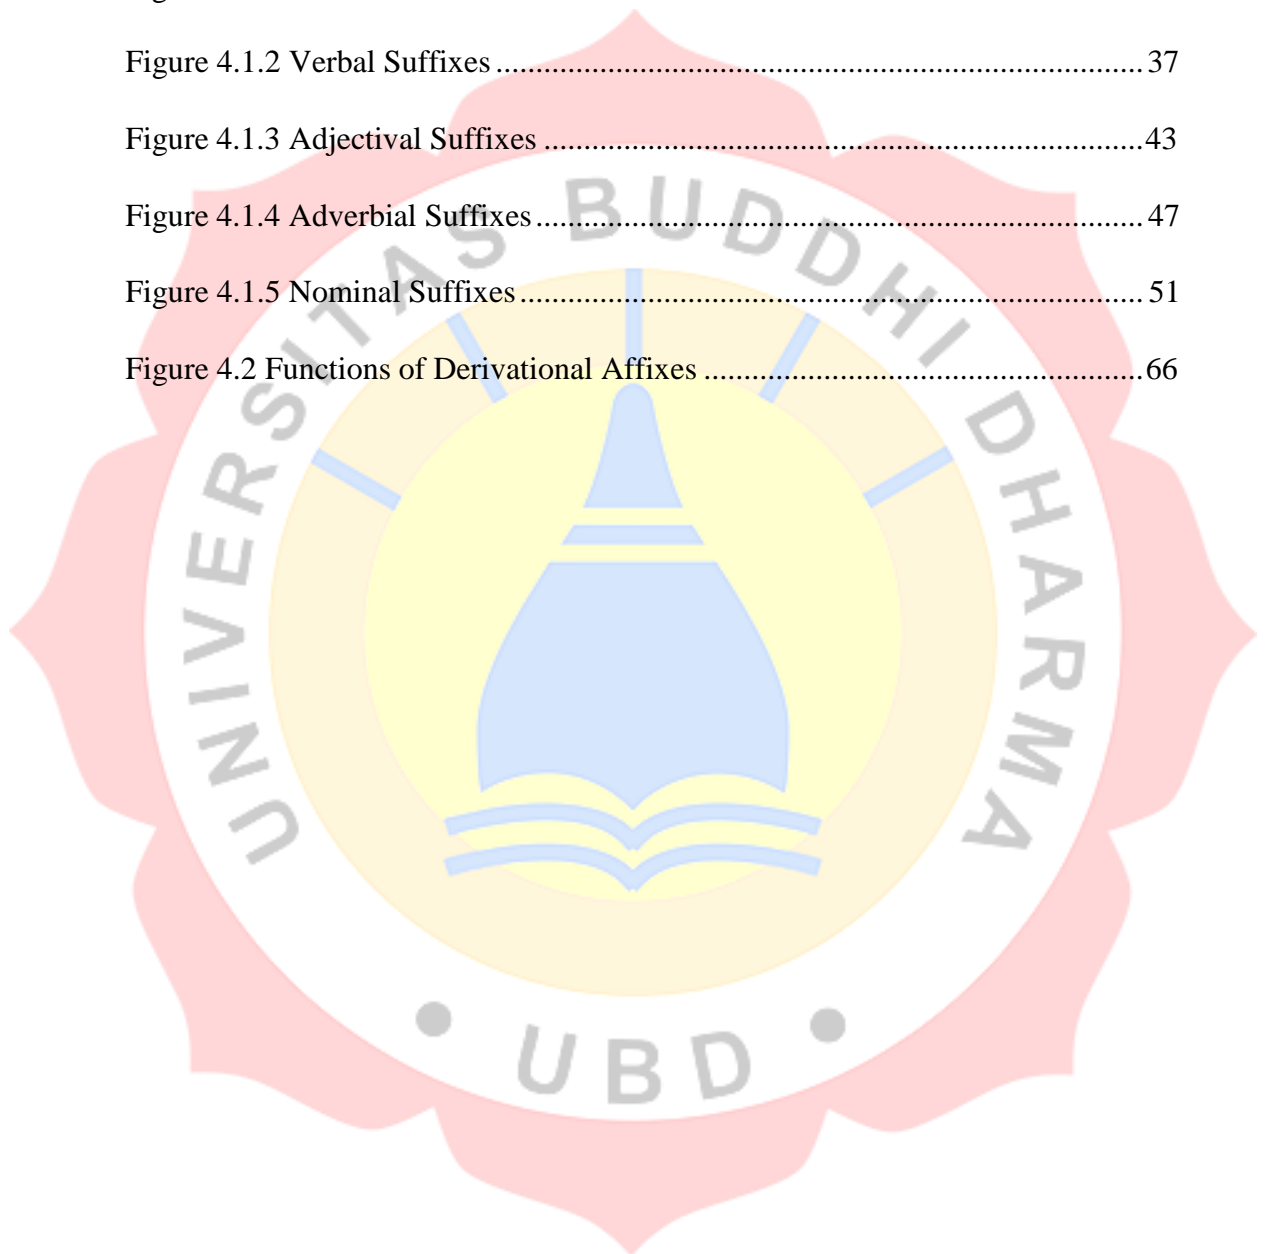 Figure 4.1.2 Verbal Suffixes ................................................................................ 37
Figure 4.1.3 Adjectival Suffixes ..........................................................................43
Figure 4.1.4 Adverbial Suffixes ........................................................................... 47
Figure 4.1.5 Nominal Suffixes ............................................................................. 51
Figure 4.2 Functions of Derivational Affixes ......................................................66
UNIVERSITAS BUDDHI DHARMA
• UBD •